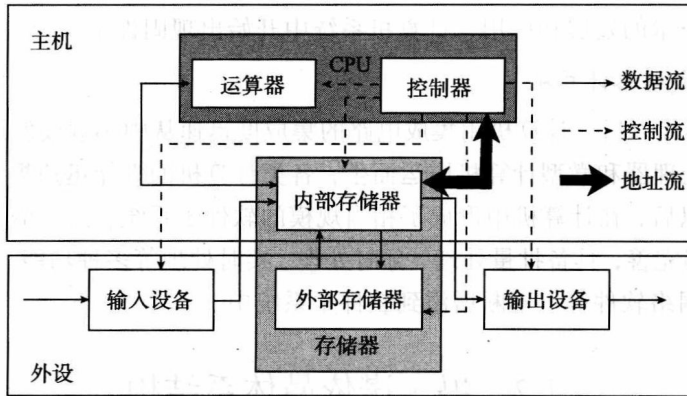 主机
CPU
运算器
控制器
数据流
控制流
内部存储器
地址流
输入设备
外部存储器
输出设备
存储器
外设